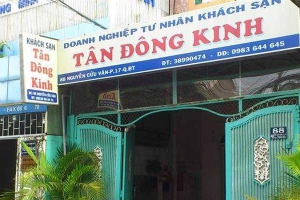 DOANH NGHIỆP TƯ NHÂN KHÁCH SẠN
TÂN ĐÔNG KINH
88 NGUYỄN CỬU VÂN-P.17-Q.BT ĐT: 38990474 - DĐ: 0983 644 645
KHÁCH SẠN
Tân
Đông
Kinh
88